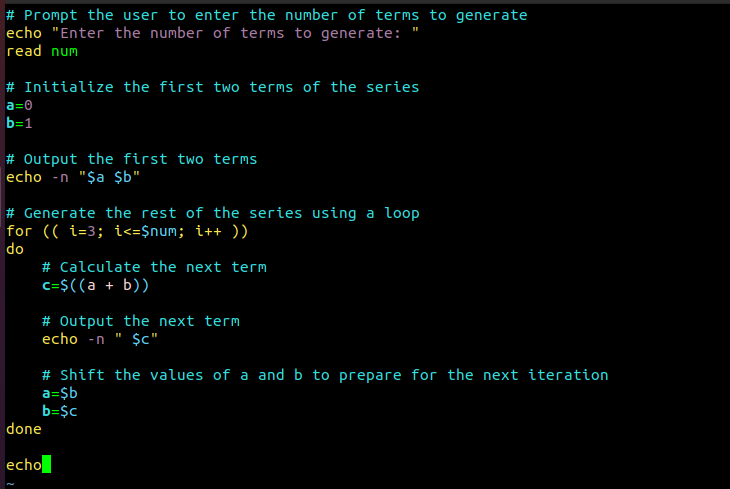 # Prompt the user to enter the number of terms to generate
echo "Enter the number of terms to generate: "
read num

# Initialize the first two terms of the series
a=0
b=1

# Output the first two terms
echo -n "$a $b"

# Generate the rest of the series using a loop
for (( i=3; i<=$num; i++ ))
do
    # Calculate the next term
    c=$((a + b))

    # Output the next term
    echo -n " $c"

    # Shift the values of a and b to prepare for the next iteration
    a=$b
    b=$c
done

echo
~